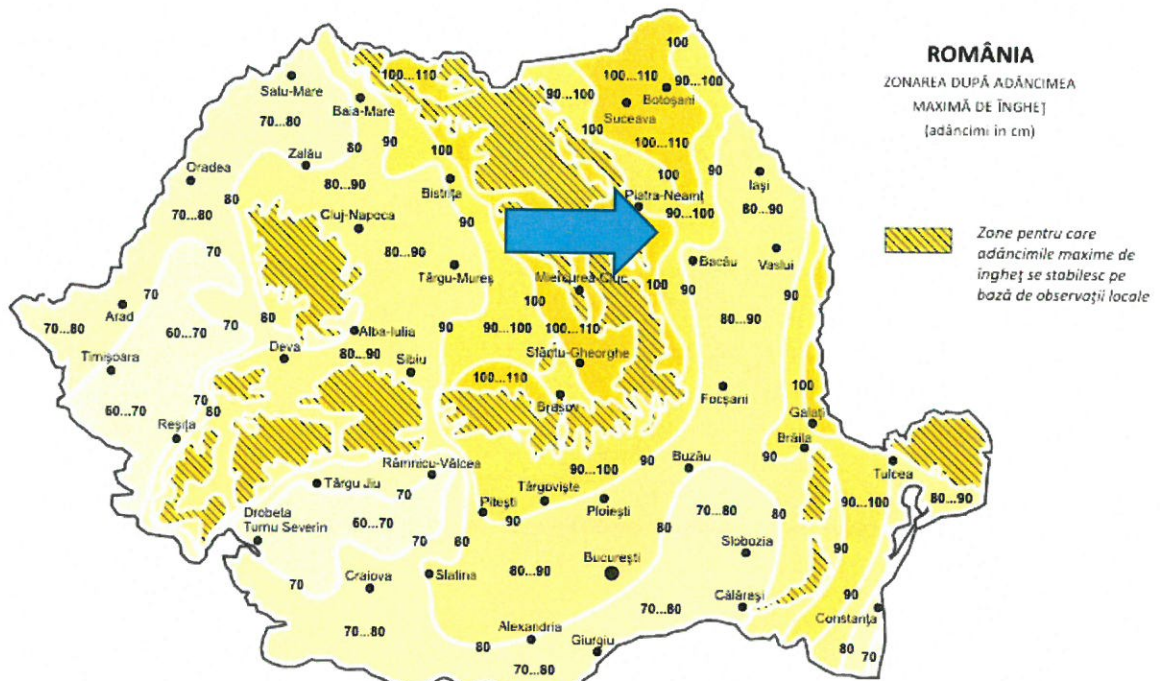 ROMÂNIA
ZONAREA DUPĂ ADÂNCIMEA
MAXIMĂ DE ÎNGHEȚ
(adâncimi în cm)
Zone pentru care
adâncimile maxime de
îngheț se stabilesc pe
bază de observații locale
100
100...110
100...110
90...100
Satu-Mare
90...100
Botoșani
Baia-Mare
Suceava
70...80
100
90
100...110
80
100
90
Zalău
Oradea
80...90
Bistrița
100
90
Iași
80
Piatra-Neamț
80...90
70...80
90...100
Cluj-Napoca
90
70
80...90
Bacău
Vaslui
Târgu-Mureș
Miercurea-Ciuc
100
90
90
70
100
Arad
70...80
60...70
70
80
Alba-Iulia
90
90...100
100...110
80...90
Timișoara
Deva
80...90
Sibiu
Sfântu-Gheorghe
100...110
Brașov
Focșani
100
60...70
70
80
Galați
Reșița
Brăila
Râmnicu-Vâlcea
90...100
90
Buzău
90
Tulcea
Târgu Jiu
70
Târgoviște
Pitești
Ploiești
70...80
90...100
80...90
Drobeta
Turnu Severin
60...70
90
80
80
70
80
Slobozia
90
București
70
Craiova
Slatina
80...90
90
Călărași
70...80
Constanța
70...80
Alexandria
80
Giurgiu
80
70
70...80